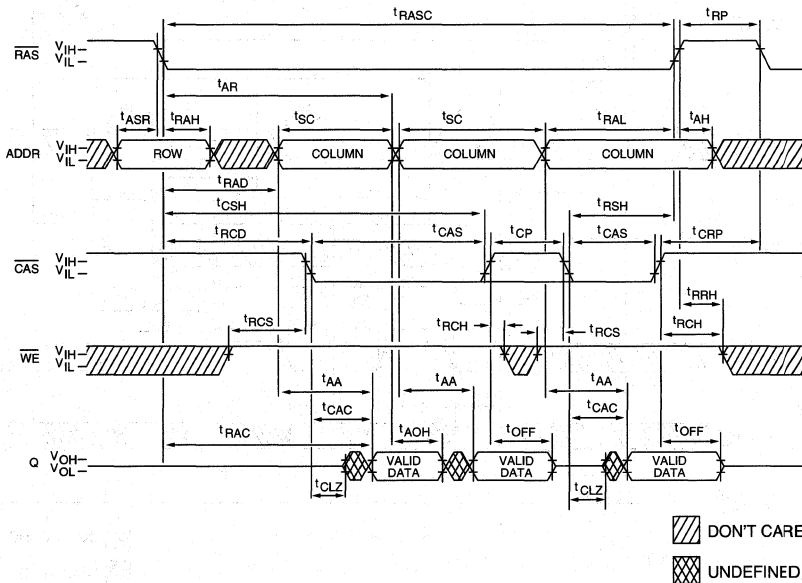 tRASC
tRP
RAS
VIH
VIL
tAR
tASR
tRAH
tSC
tSC
tRAL
tAH
ADDR
VIH
VIL
ROW
COLUMN
COLUMN
COLUMN
tRAD
tCSH
tRSH
tRCD
tCAS
tCP
tCAS
tCRP
CAS
VIH
VIL
tRRH
tRCS
tRCH
tRCS
tRCH
WE
VIH
VIL
tAA
tAA
tAA
tCAC
tCAC
tRAC
tAOH
tOFF
tOFF
Q
VOH
VOL
VALID
DATA
VALID
DATA
VALID
DATA
tCLZ
tCLZ
DON'T CARE
UNDEFINED